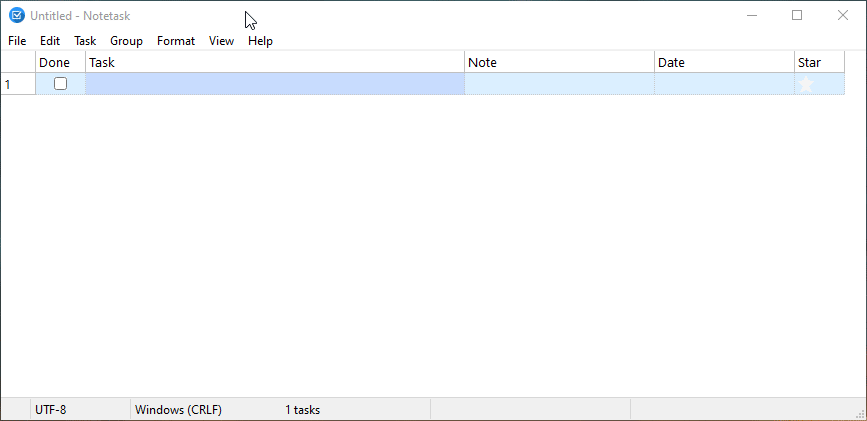 Untitled - Notetask
File Edit Task Group Format View Help
Done Task Note Date Star
1
UTF-8 Windows (CRLF) 1 tasks